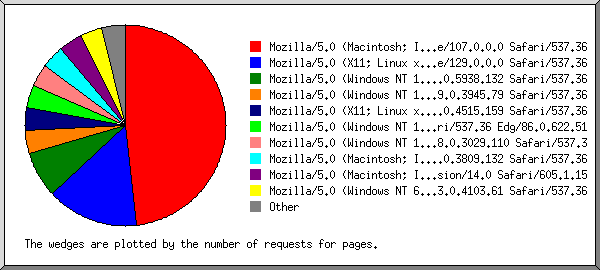 Mozilla/5.0 (Macintosh; I...e/107.0.0.0 Safari/537.36
Mozilla/5.0 (X11; Linux x...e/129.0.0.0 Safari/537.36
Mozilla/5.0 (Windows NT 1....0.5938.132 Safari/537.36
Mozilla/5.0 (Windows NT 1...9.0.3945.79 Safari/537.36
Mozilla/5.0 (X11; Linux x....0.4515.159 Safari/537.36
Mozilla/5.0 (Windows NT 1...ri/537.36 Edg/86.0.622.51
Mozilla/5.0 (Windows NT 1...8.0.3029.110 Safari/537.3
Mozilla/5.0 (Macintosh; I....0.3809.132 Safari/537.36
Mozilla/5.0 (Macintosh; I...sion/14.0 Safari/605.1.15
Mozilla/5.0 (Windows NT 6...3.0.4103.61 Safari/537.36
Other
The wedges are plotted by the number of requests for pages.